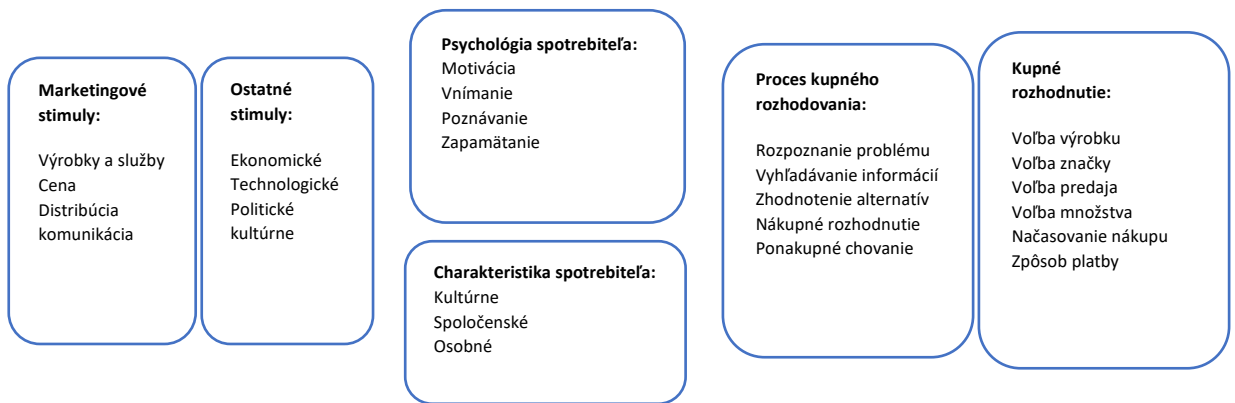 Marketingové
stimuly:
Výrobky a služby
Cena
Distribúcia
komunikácia
Ostatné
stimuly:
Ekonomické
Technologické
Politické
kultúrne
Psychológia spotrebiteľa:
Motivácia
Vnímanie
Poznávanie
Zapamätanie
Charakteristika spotrebiteľa:
Kultúrne
Spoločenské
Osobné
Proces kupného
rozhodovania:
Rozpoznanie problému
Vyhľadávanie informácií
Zhodnotenie alternatív
Nákupné rozhodnutie
Ponakupné chovanie
Kupné
rozhodnutie:
Voľba výrobku
Voľba značky
Voľba predaja
Voľba množstva
Načasovanie nákupu
Zpôsob platby